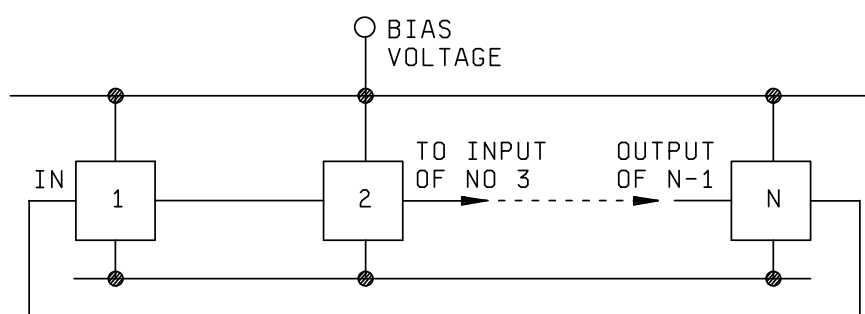 BIAS
VOLTAGE
TO INPUT
OF NO 3
OUTPUT
OF N-1
IN
1
2
N